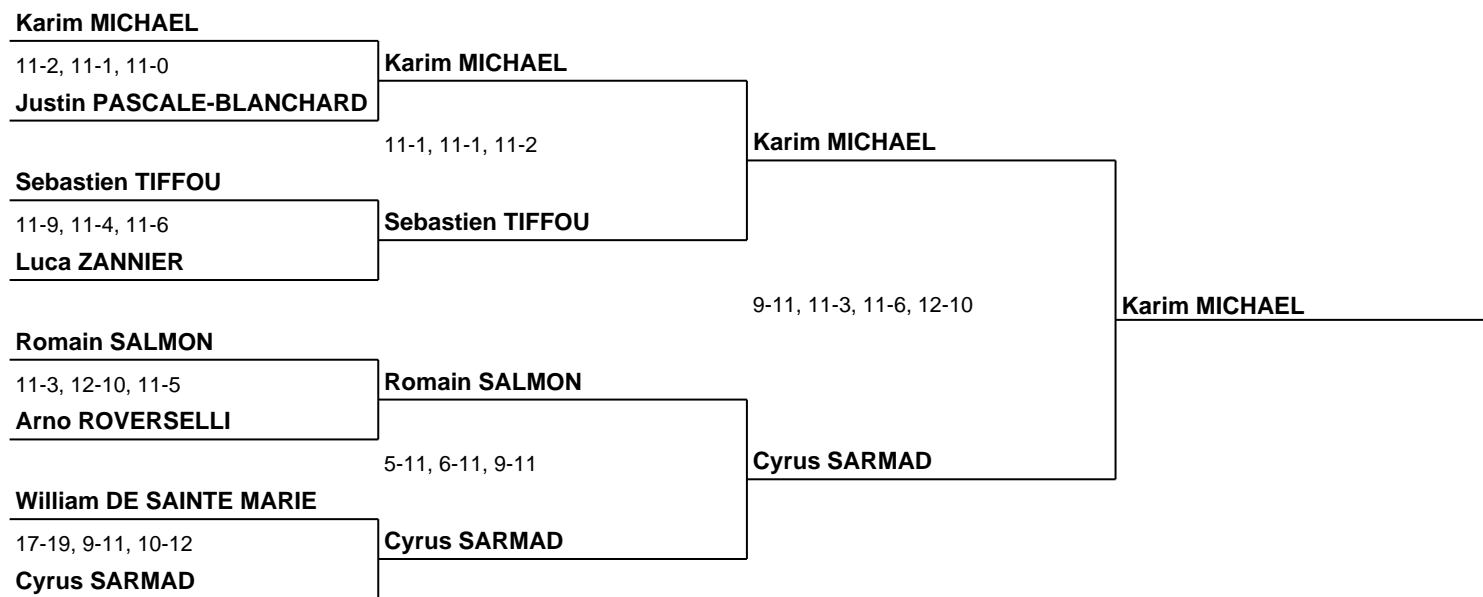 Karim MICHAEL
11-2, 11-1, 11-0
Justin PASCALE-BLANCHARD
Karim MICHAEL
11-1, 11-1, 11-2
Karim MICHAEL
Sebastien TIFFOU
11-9, 11-4, 11-6
Luca ZANNIER
Sebastien TIFFOU
9-11, 11-3, 11-6, 12-10
Karim MICHAEL
Romain SALMON
11-3, 12-10, 11-5
Arno ROVERSELLI
Romain SALMON
5-11, 6-11, 9-11
Cyrus SARMAD
William DE SAINTE MARIE
17-19, 9-11, 10-12
Cyrus SARMAD
Cyrus SARMAD